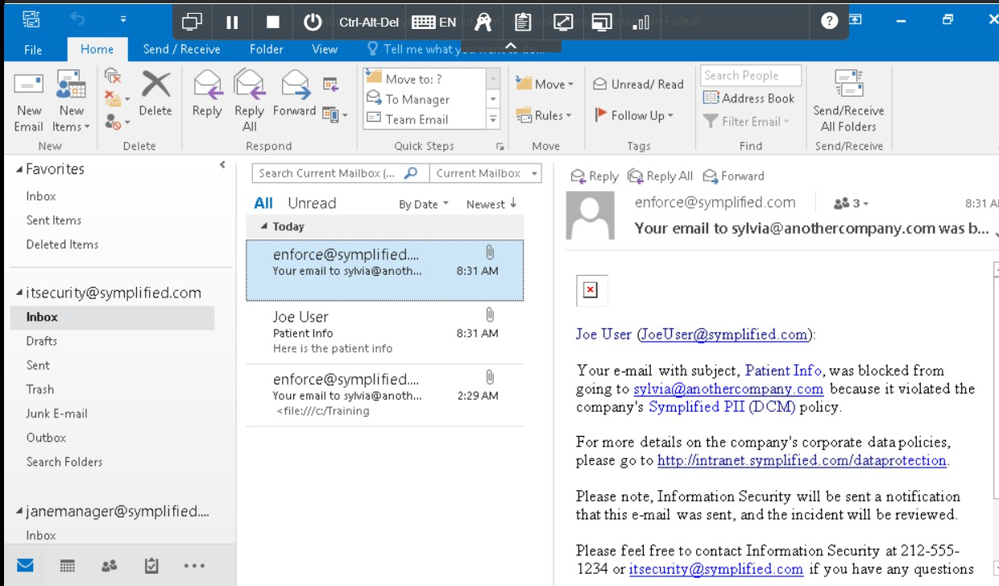 Ctrl-Alt-Del EN
File Home Send / Receive Folder View Tell me what you want to do...
New Email
New Items
Delete
Reply
Reply All
Forward
Move to: ?
To Manager
Team Email
Move
Rules
Unread/ Read
Follow Up
Search People
Address Book
Filter Email
Send/Receive All Folders
New Delete Respond Quick Steps Move Tags Find Send/Receive
Favorites
Inbox
Sent Items
Deleted Items
itsecurity@symplified.com
Inbox
Drafts
Sent
Trash
Junk E-mail
Outbox
Search Folders
janemanager@symplified....
Inbox
Search Current Mailbox (... Current Mailbox
All Unread By Date Newest
Today
enforce@symplified....
Your email to sylvia@anoth... 8:31 AM
Joe User
Patient Info 8:31 AM
Here is the patient info
enforce@symplified....
Your email to sylvia@anoth... 2:29 AM
<file:///c:/Training
Reply Reply All Forward
enforce@symplified.com 3 8:31 A
Your email to sylvia@anothercompany.com was b...
Joe User (JoeUser@symplified.com):
Your e-mail with subject, Patient Info, was blocked from
going to sylvia@anothercompany.com because it violated the
company's Symplified PII (DCM) policy.
For more details on the company's corporate data policies,
please go to http://intranet.symplified.com/dataprotection.
Please note, Information Security will be sent a notification
that this e-mail was sent, and the incident will be reviewed.
Please feel free to contact Information Security at 212-555-
1234 or itsecurity@symplified.com if you have any questions